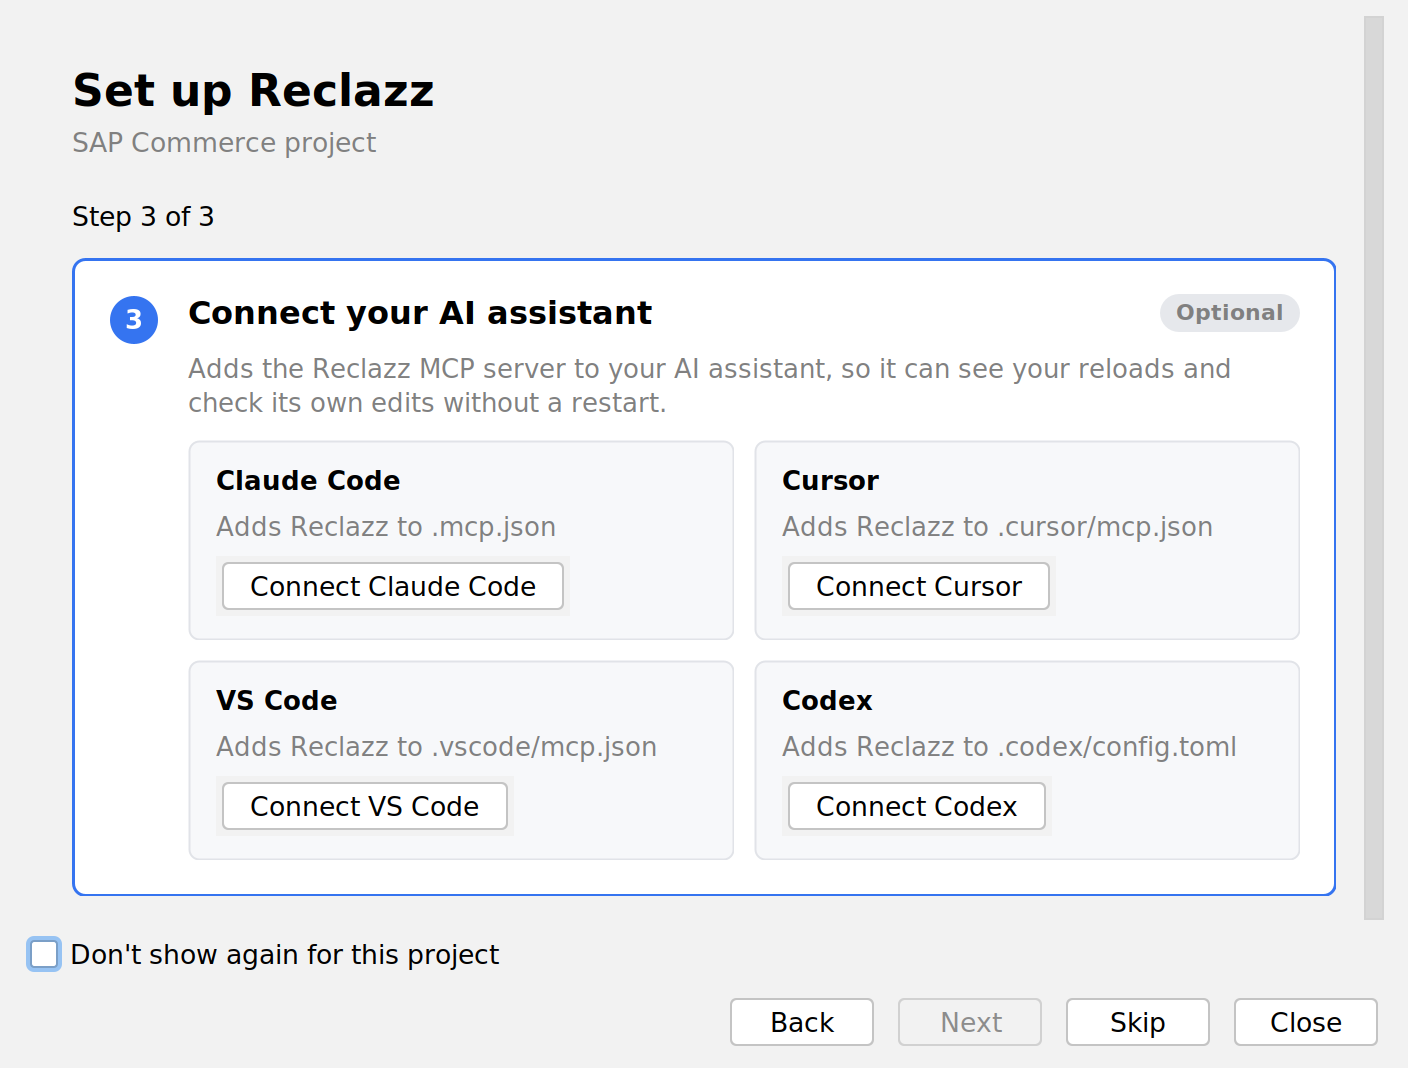 Set up Reclazz
SAP Commerce project
Step 3 of 3
3
Connect your AI assistant
Optional
Adds the Reclazz MCP server to your AI assistant, so it can see your reloads and
check its own edits without a restart.
Claude Code
Adds Reclazz to .mcp.json
Connect Claude Code
Cursor
Adds Reclazz to .cursor/mcp.json
Connect Cursor
VS Code
Adds Reclazz to .vscode/mcp.json
Connect VS Code
Codex
Adds Reclazz to .codex/config.toml
Connect Codex
Don't show again for this project
Back
Next
Skip
Close